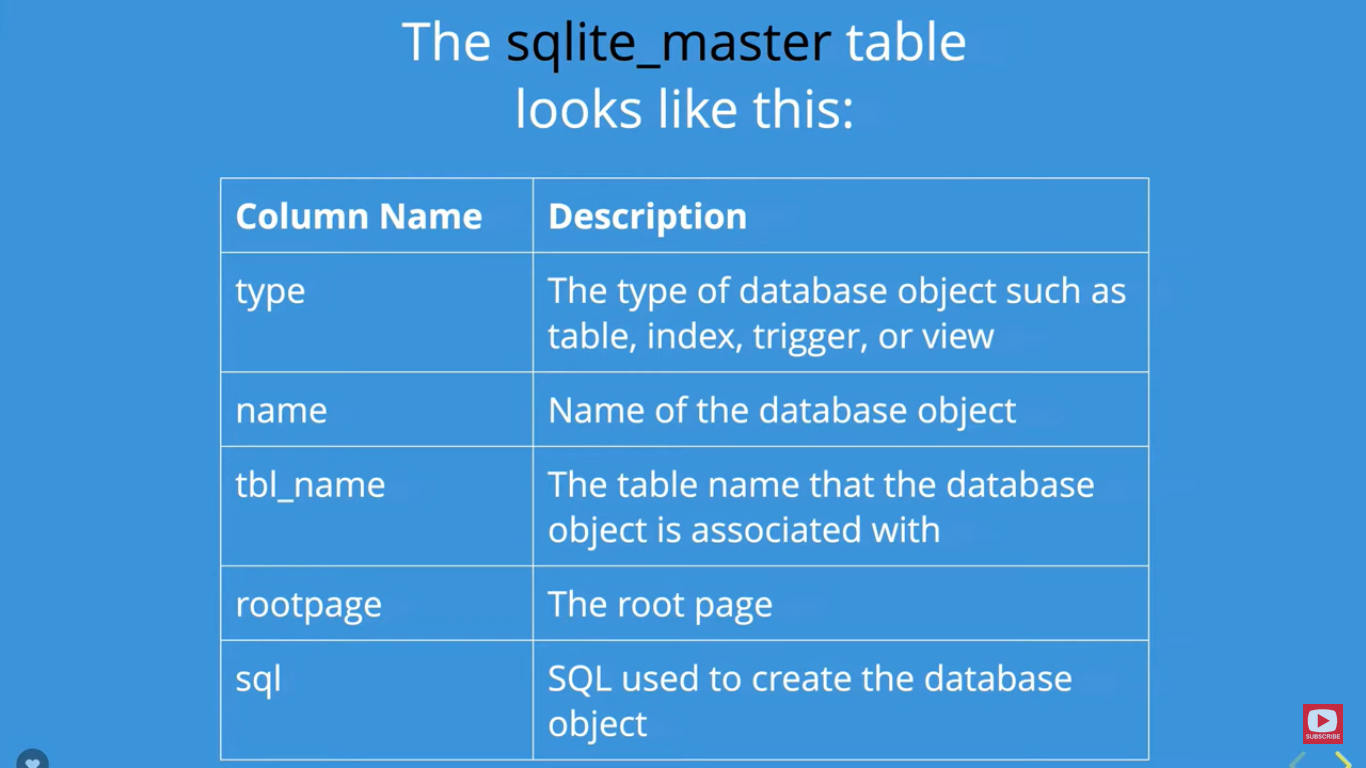 The sqlite_master table
looks like this:
Column Name Description
type The type of database object such as
table, index, trigger, or view
name Name of the database object
tbl_name The table name that the database
object is associated with
rootpage The root page
sql SQL used to create the database
object
SUBSCRIBE